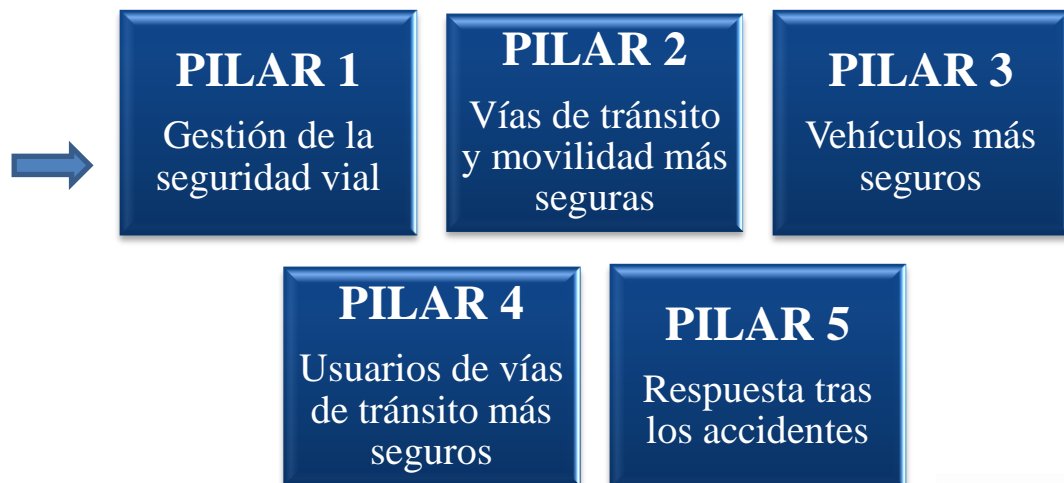 PILAR 1
Gestión de la
seguridad vial
PILAR 2
Vías de tránsito
y movilidad más
seguras
PILAR 3
Vehículos más
seguros
PILAR 4
Usuarios de vías
de tránsito más
seguros
PILAR 5
Respuesta tras
los accidentes